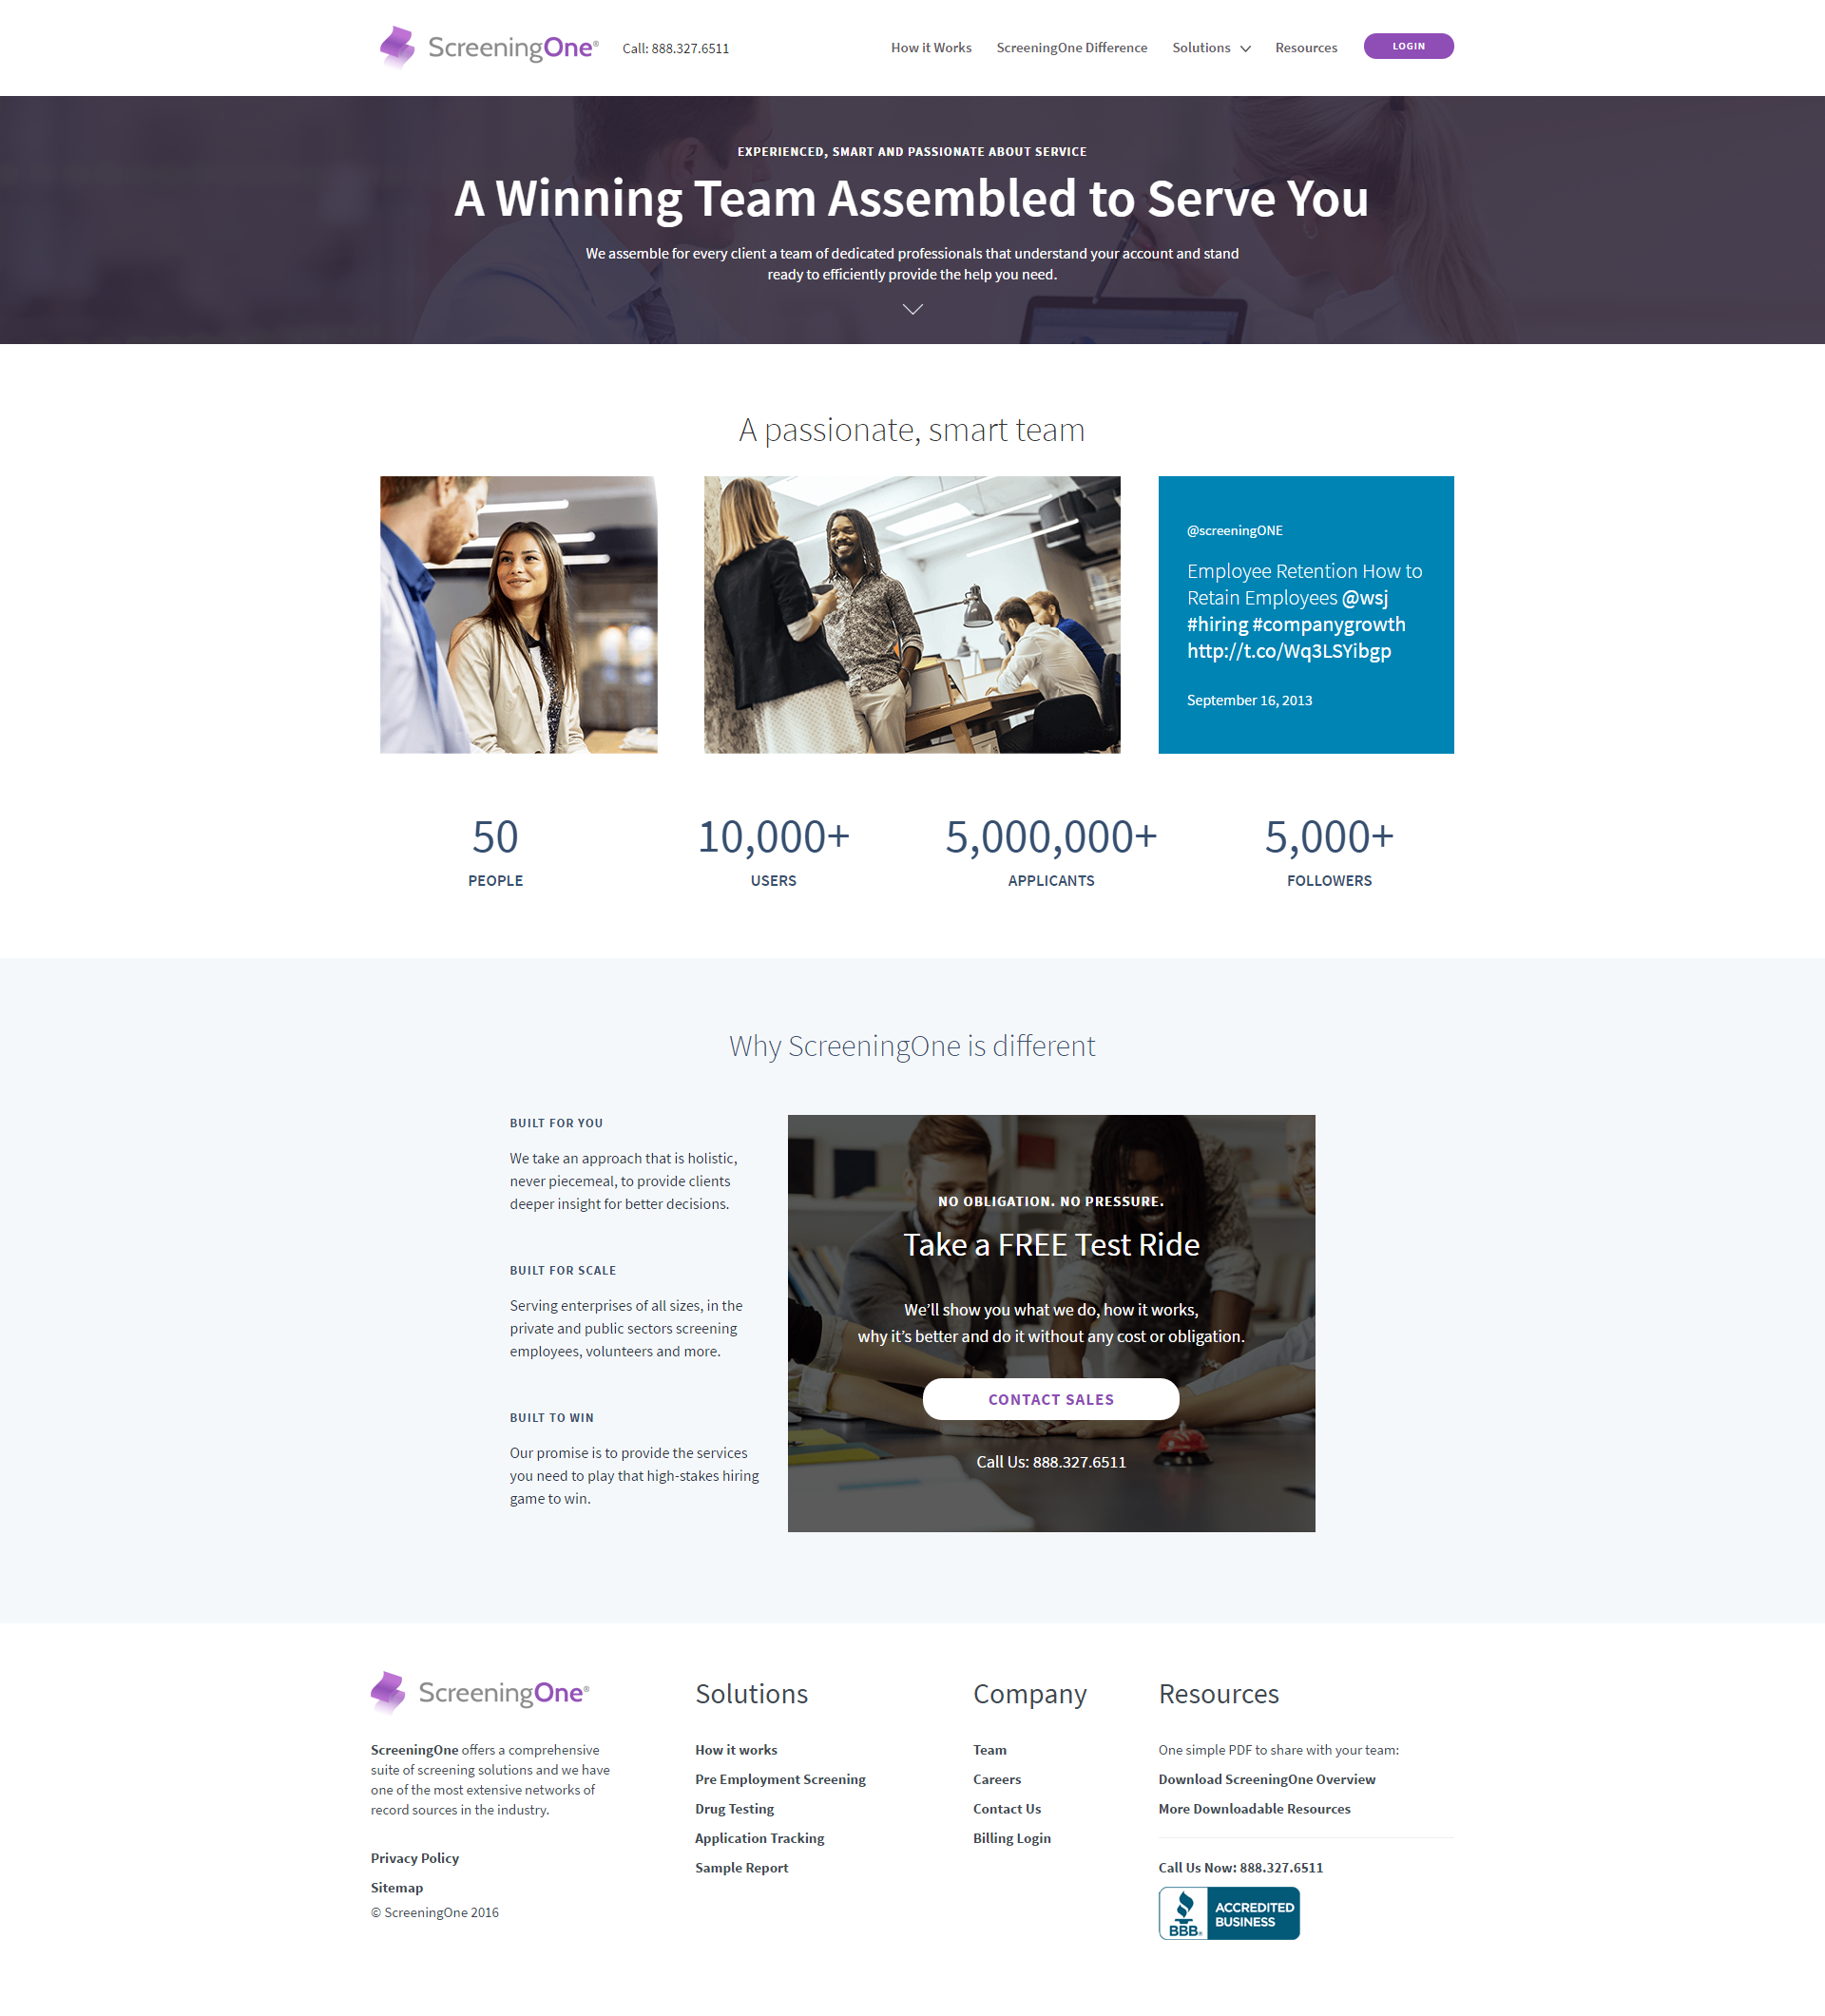 ScreeningOne®
Call: 888.327.6511
How it Works
ScreeningOne Difference
Solutions
Resources
LOGIN
EXPERIENCED, SMART AND PASSIONATE ABOUT SERVICE
A Winning Team Assembled to Serve You
We assemble for every client a team of dedicated professionals that understand your account and stand
ready to efficiently provide the help you need.
A passionate, smart team
@screeningONE
Employee Retention How to
Retain Employees @wsj
#hiring #companygrowth
http://t.co/Wq3LSYibgp
September 16, 2013
50
PEOPLE
10,000+
USERS
5,000,000+
APPLICANTS
5,000+
FOLLOWERS
Why ScreeningOne is different
BUILT FOR YOU
We take an approach that is holistic,
never piecemeal, to provide clients
deeper insight for better decisions.
BUILT FOR SCALE
Serving enterprises of all sizes, in the
private and public sectors screening
employees, volunteers and more.
BUILT TO WIN
Our promise is to provide the services
you need to play that high-stakes hiring
game to win.
NO OBLIGATION. NO PRESSURE.
Take a FREE Test Ride
We’ll show you what we do, how it works,
why it’s better and do it without any cost or obligation.
CONTACT SALES
Call Us: 888.327.6511
ScreeningOne®
ScreeningOne offers a comprehensive
suite of screening solutions and we have
one of the most extensive networks of
record sources in the industry.
Privacy Policy
Sitemap
© ScreeningOne 2016
Solutions
How it works
Pre Employment Screening
Drug Testing
Application Tracking
Sample Report
Company
Team
Careers
Contact Us
Billing Login
Resources
One simple PDF to share with your team:
Download ScreeningOne Overview
More Downloadable Resources
Call Us Now: 888.327.6511
BBB®
ACCREDITED
BUSINESS